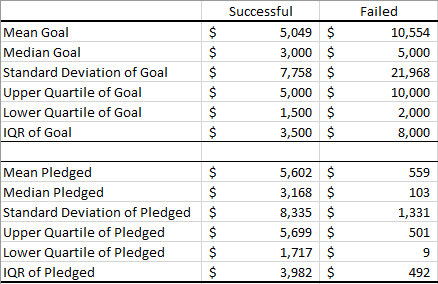 Successful Failed
Mean Goal $ 5,049 $ 10,554
Median Goal $ 3,000 $ 5,000
Standard Deviation of Goal $ 7,758 $ 21,968
Upper Quartile of Goal $ 5,000 $ 10,000
Lower Quartile of Goal $ 1,500 $ 2,000
IQR of Goal $ 3,500 $ 8,000
Mean Pledged $ 5,602 $ 559
Median Pledged $ 3,168 $ 103
Standard Deviation of Pledged $ 8,335 $ 1,331
Upper Quartile of Pledged $ 5,699 $ 501
Lower Quartile of Pledged $ 1,717 $ 9
IQR of Pledged $ 3,982 $ 492